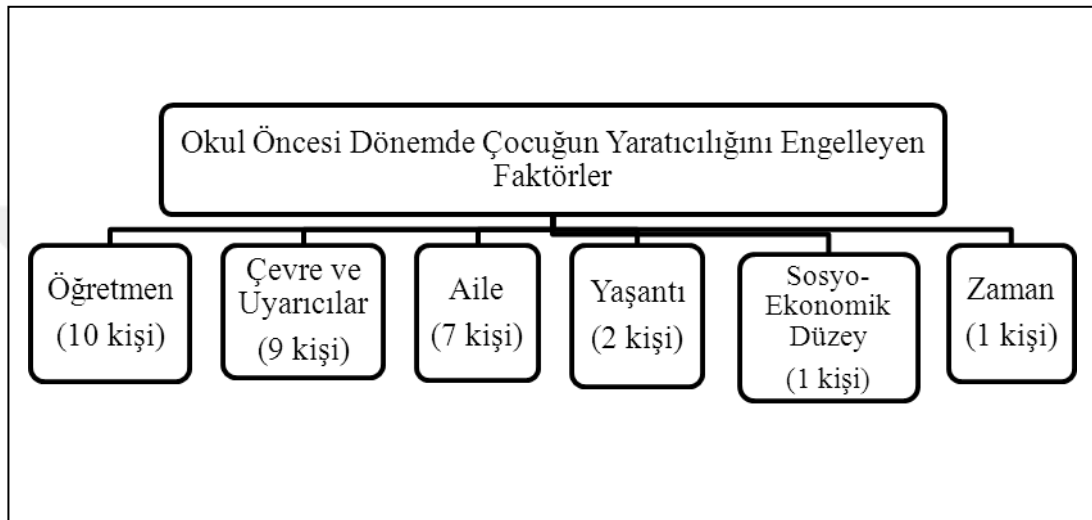 Okul Öncesi Dönemde Çocuğun Yaratıcılığını Engelleyen
Faktörler
Öğretmen
(10 kişi)
Çevre ve
Uyarıcılar
(9 kişi)
Aile
(7 kişi)
Yaşantı
(2 kişi)
Sosyo-
Ekonomik
Düzey
(1 kişi)
Zaman
(1 kişi)